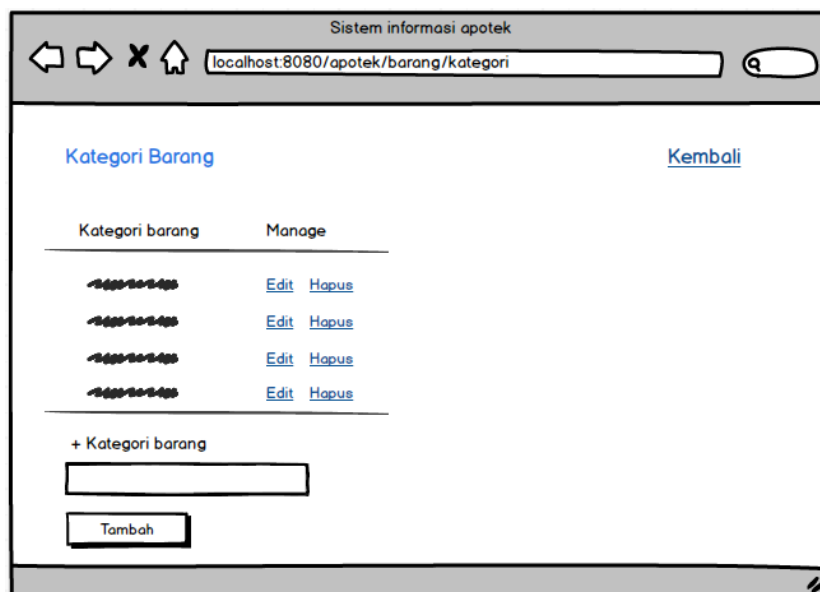 Sistem informasi apotek
localhost:8080/apotek/barang/kategori
Kategori Barang Kembali
Kategori barang Manage
Edit Hapus
Edit Hapus
Edit Hapus
Edit Hapus
+ Kategori barang
Tambah